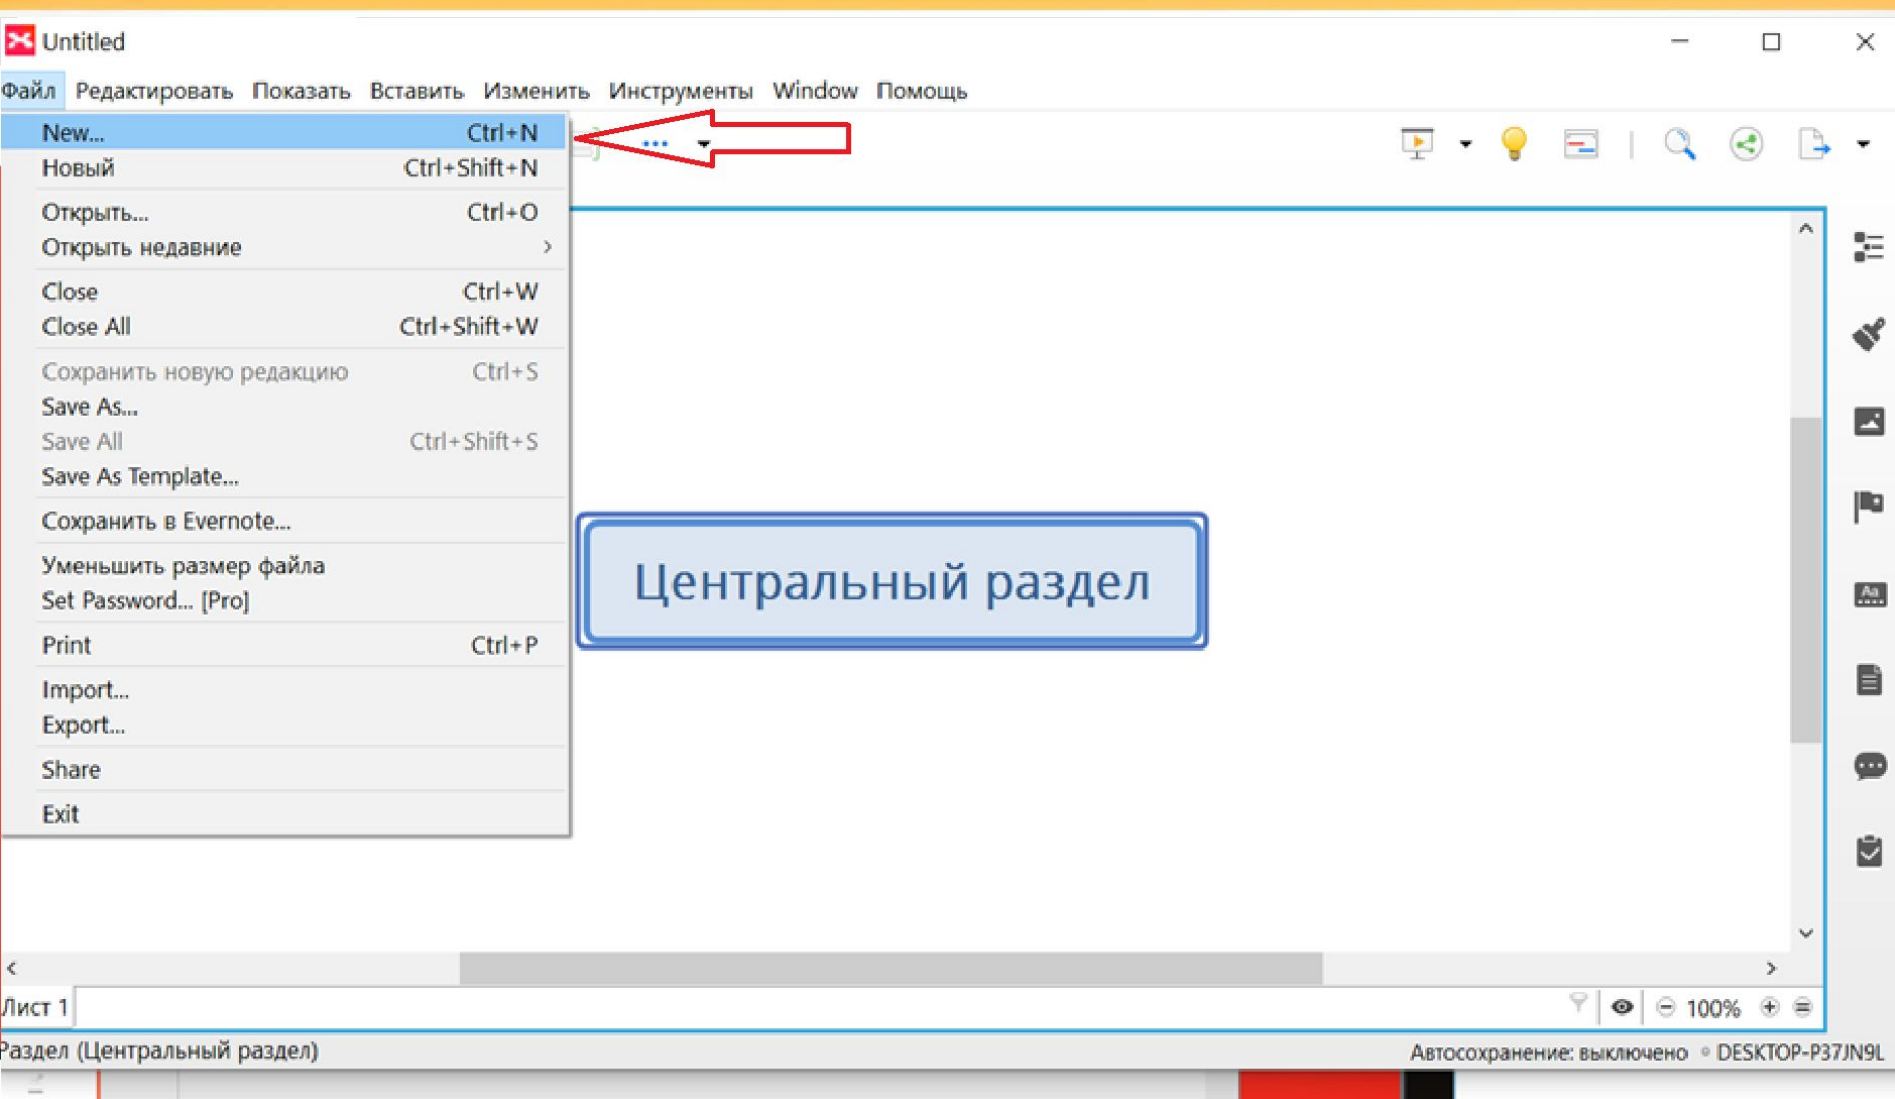 Untitled
Файл Редактировать Показать Вставить Изменить Инструменты Window Помощь
New... Ctrl+N
Новый Ctrl+Shift+N
Открыть... Ctrl+O
Открыть недавние
Close Ctrl+W
Close All Ctrl+Shift+W
Сохранить новую редакцию Ctrl+S
Save As...
Save All Ctrl+Shift+S
Save As Template...
Сохранить в Evernote...
Уменьшить размер файла
Set Password... [Pro]
Print Ctrl+P
Import...
Export...
Share
Exit
Центральный раздел
Aa
Лист 1
100%
Раздел (Центральный раздел)
Автосохранение: выключено DESKTOP-P37JN9L